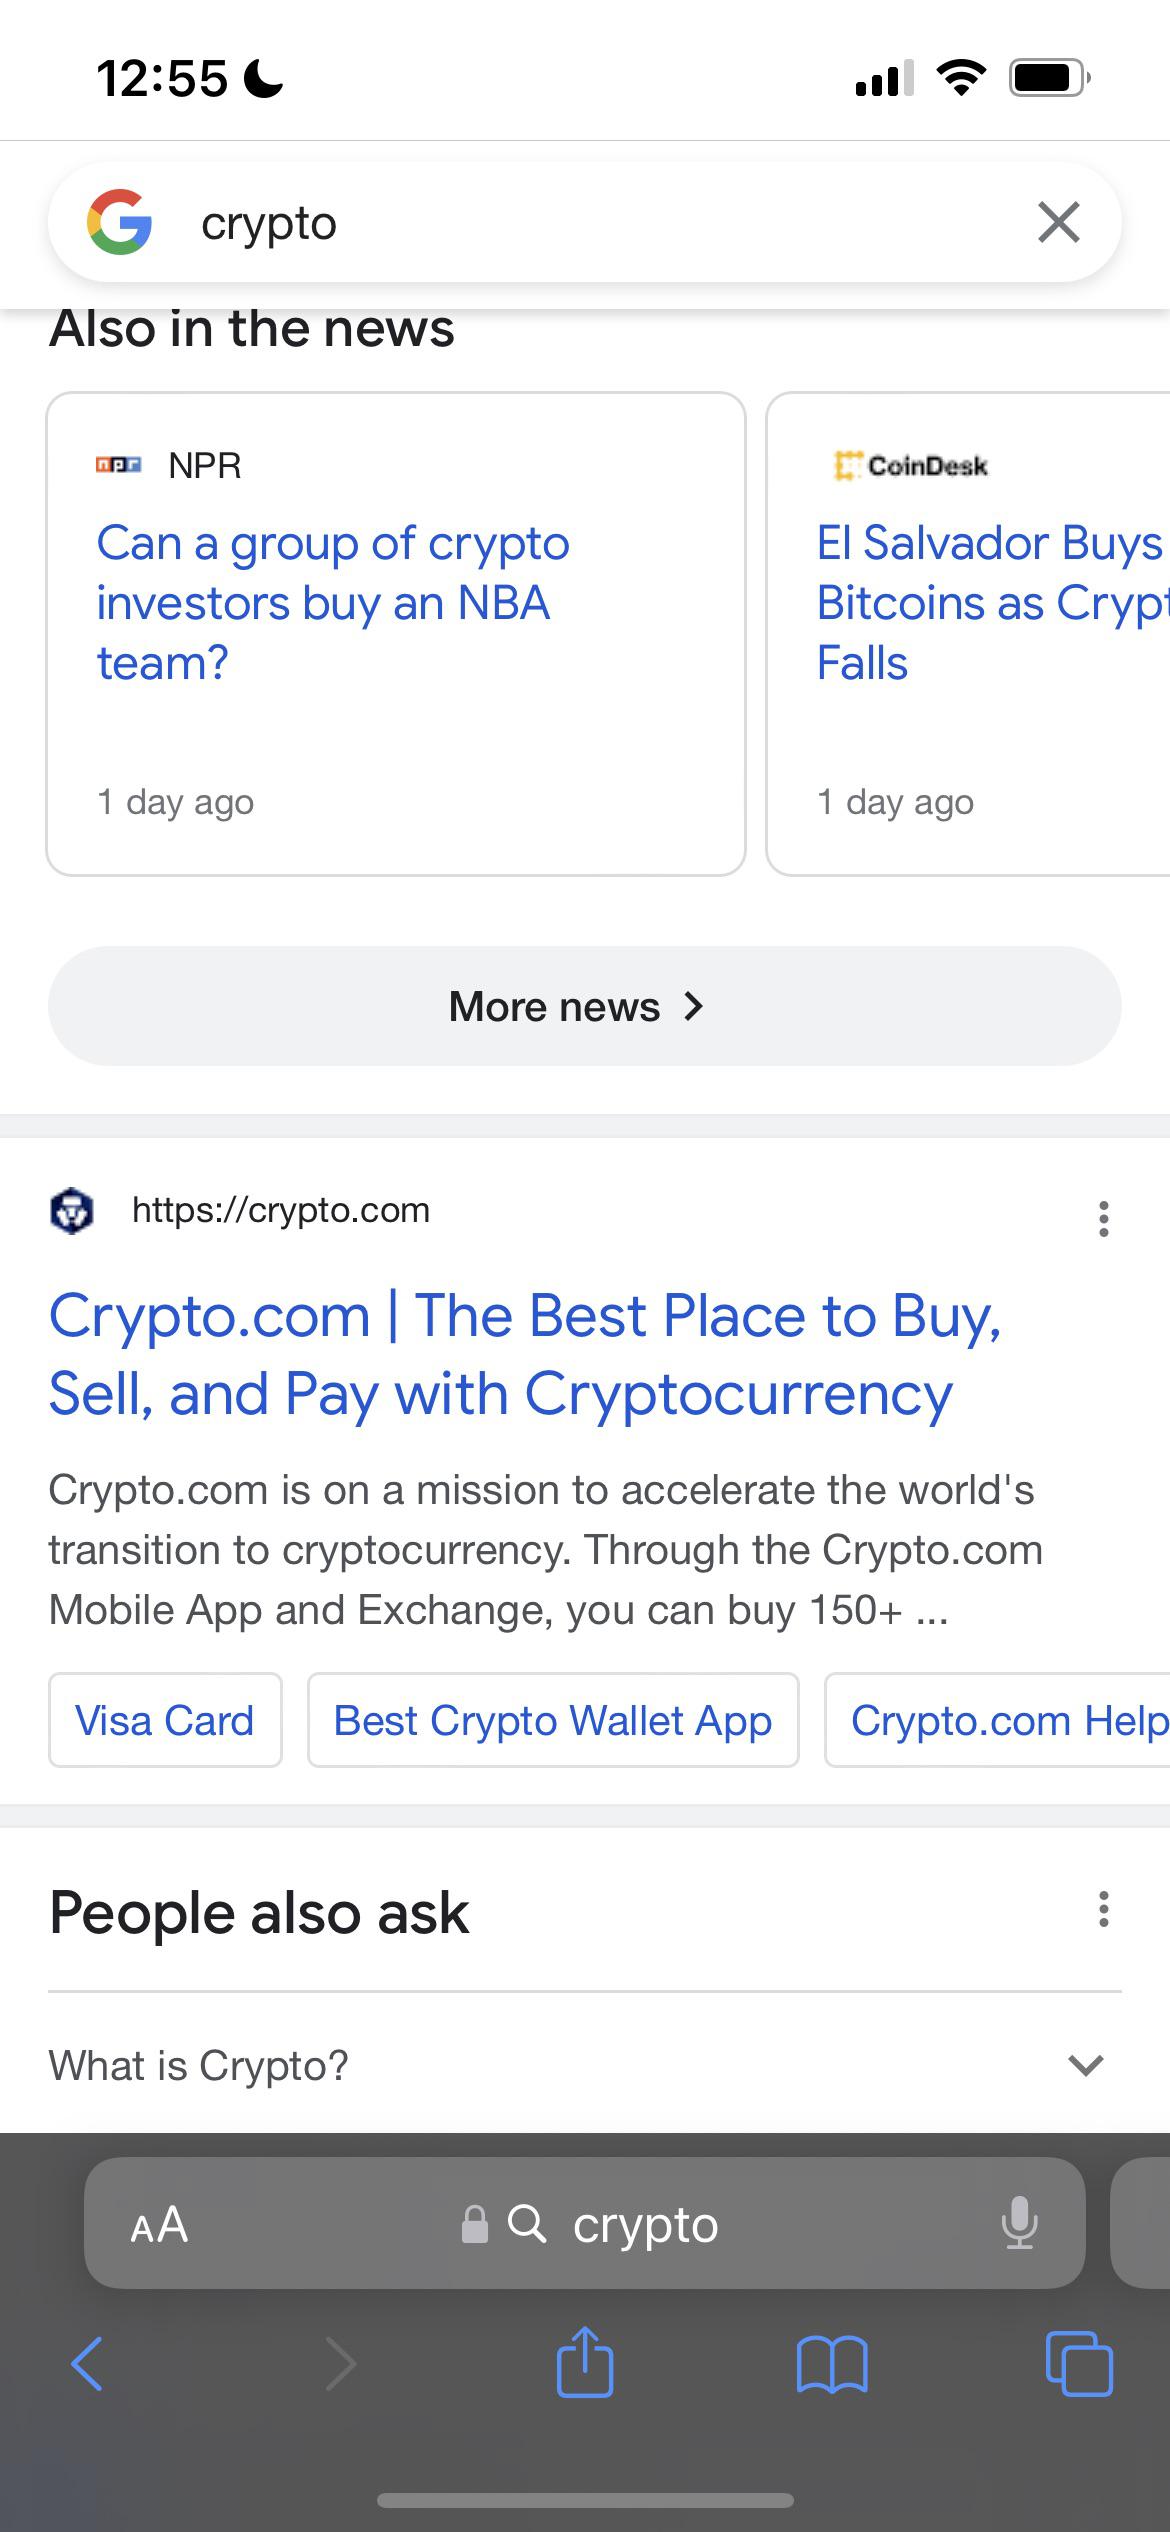 12:55
crypto
Also in the news
npr NPR
Can a group of crypto
investors buy an NBA
team?
1 day ago
CoinDesk
El Salvador Buys
Bitcoins as Crypt
Falls
1 day ago
More news
https://crypto.com
Crypto.com | The Best Place to Buy,
Sell, and Pay with Cryptocurrency
Crypto.com is on a mission to accelerate the world's
transition to cryptocurrency. Through the Crypto.com
Mobile App and Exchange, you can buy 150+ ...
Visa Card
Best Crypto Wallet App
Crypto.com Help
People also ask
What is Crypto?
AA crypto